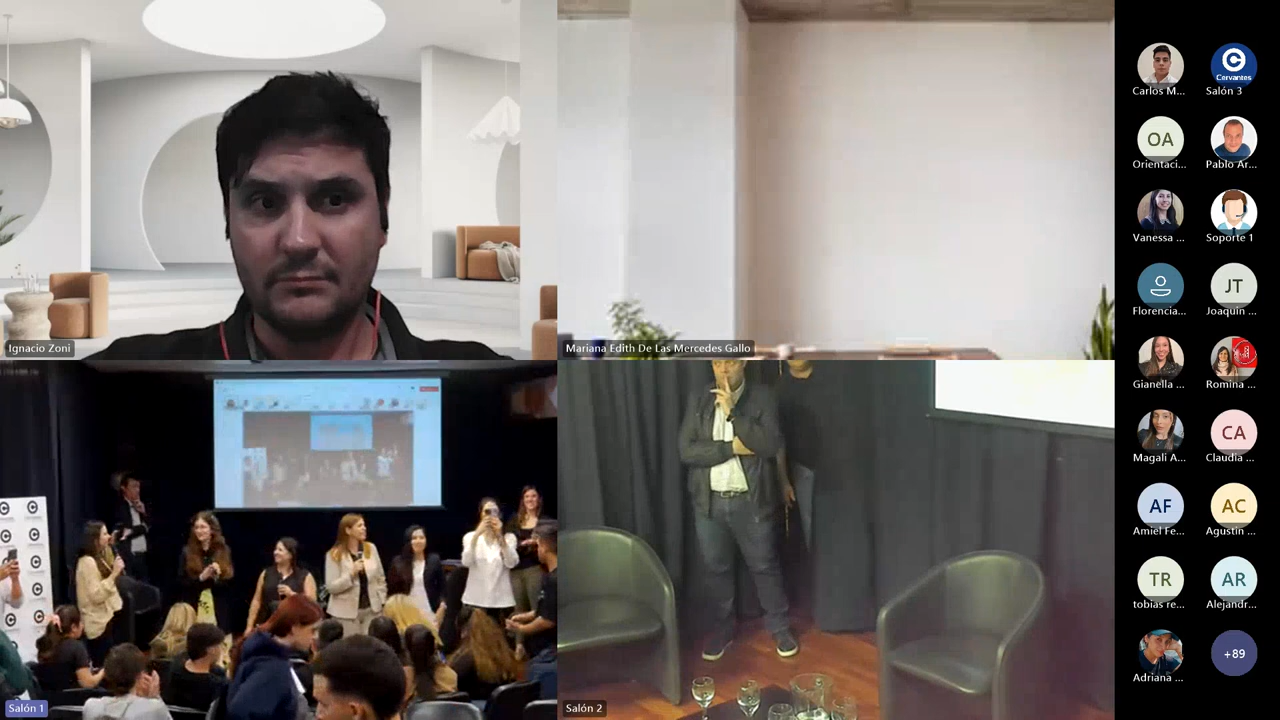 Ignacio Zoni
Mariana Edith De Las Mercedes Gallo
Salón 1
Salón 2
Carlos M...
C
Cervantes
Salón 3
OA
Orientaci...
Pablo Ar...
Vanessa ...
Soporte 1
Florencia...
JT
Joaquin ...
Gianella ...
Romina ...
Magali A...
CA
Claudia ...
AF
Amiel Fe...
AC
Agustín ...
TR
tobias re...
AR
Alejandr...
Adriana ...
+89